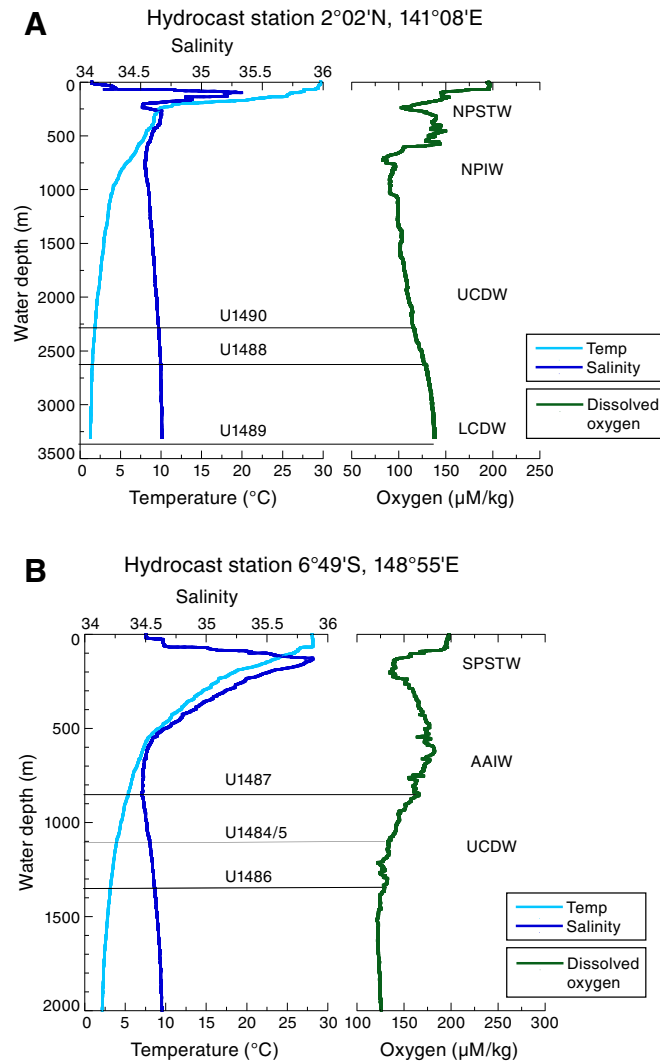 A
Hydrocast station 2°02'N, 141°08'E
Salinity
34 34.5 35 35.5 36
0
500
1000
1500
2000
2500
3000
3500
Water depth (m)
NPSTW
NPIW
UCDW
LCDW
U1490
U1488
U1489
Temp
Salinity
Dissolved
oxygen
0 5 10 15 20 25 30
50 100 150 200 250
Temperature (°C)
Oxygen (µM/kg)
B
Hydrocast station 6°49'S, 148°55'E
Salinity
34 34.5 35 35.5 36
0
500
1000
1500
2000
Water depth (m)
SPSTW
AAIW
UCDW
U1487
U1484/5
U1486
Temp
Salinity
Dissolved
oxygen
0 5 10 15 20 25 30
100 150 200 250 300
Temperature (°C)
Oxygen (µM/kg)